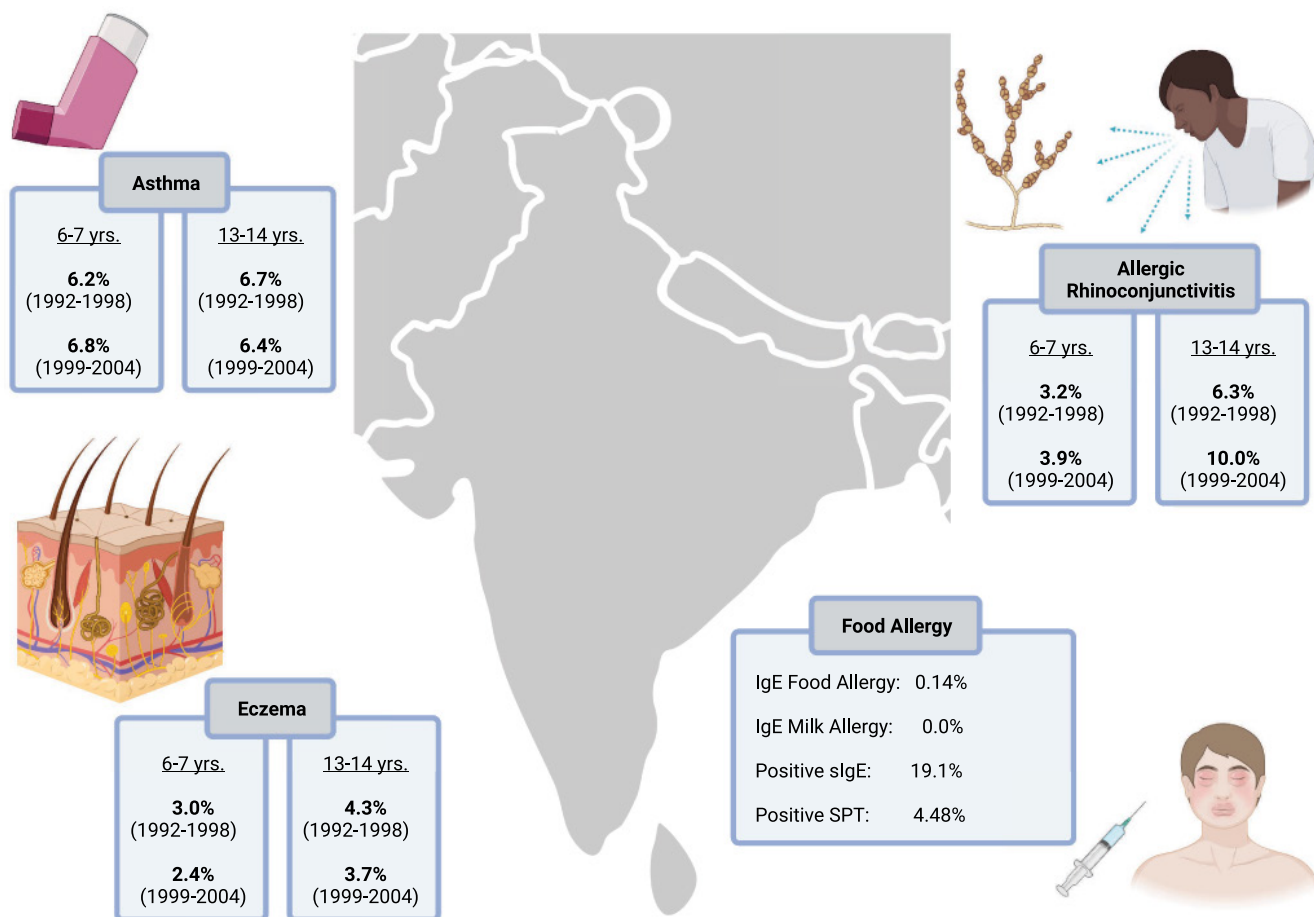 Asthma
6-7 yrs.
6.2%
(1992-1998)
6.8%
(1999-2004)
13-14 yrs.
6.7%
(1992-1998)
6.4%
(1999-2004)
Allergic
Rhinoconjunctivitis
6-7 yrs.
3.2%
(1992-1998)
3.9%
(1999-2004)
13-14 yrs.
6.3%
(1992-1998)
10.0%
(1999-2004)
Eczema
6-7 yrs.
3.0%
(1992-1998)
2.4%
(1999-2004)
13-14 yrs.
4.3%
(1992-1998)
3.7%
(1999-2004)
Food Allergy
IgE Food Allergy: 0.14%
IgE Milk Allergy: 0.0%
Positive sIgE: 19.1%
Positive SPT: 4.48%